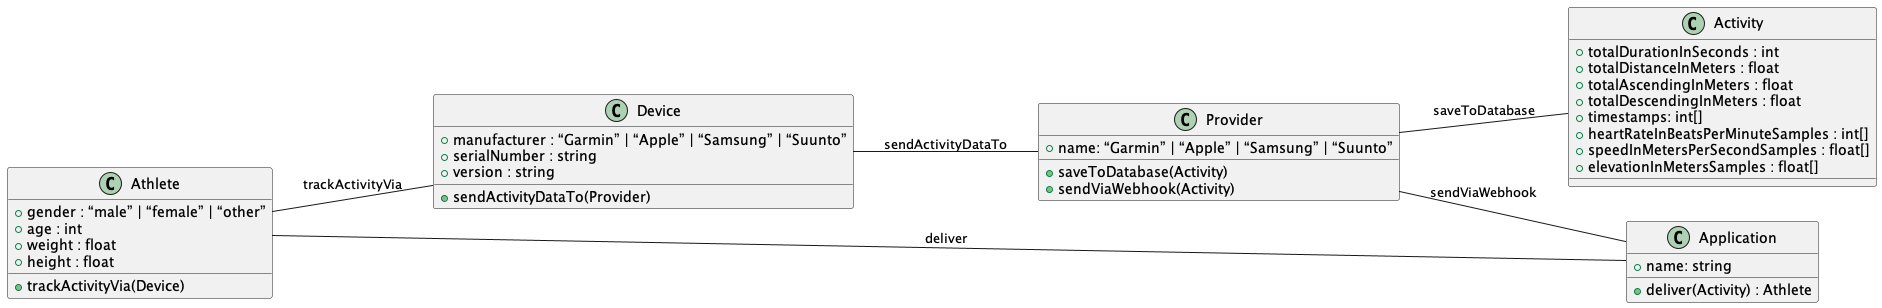 C Athlete
gender : “male” | “female” | “other”
age : int
weight : float
height : float
trackActivityVia(Device)
trackActivityVia
C Device
manufacturer : “Garmin” | “Apple” | “Samsung” | “Suunto”
serialNumber : string
version : string
sendActivityDataTo(Provider)
sendActivityDataTo
C Provider
name: “Garmin” | “Apple” | “Samsung” | “Suunto”
saveToDatabase(Activity)
sendViaWebhook(Activity)
saveToDatabase
C Activity
totalDurationInSeconds : int
totalDistanceInMeters : float
totalAscendingInMeters : float
totalDescendingInMeters : float
timestamps: int[]
heartRateInBeatsPerMinuteSamples : int[]
speedInMetersPerSecondSamples : float[]
elevationInMetersSamples : float[]
sendViaWebhook
deliver
C Application
name: string
deliver(Activity) : Athlete